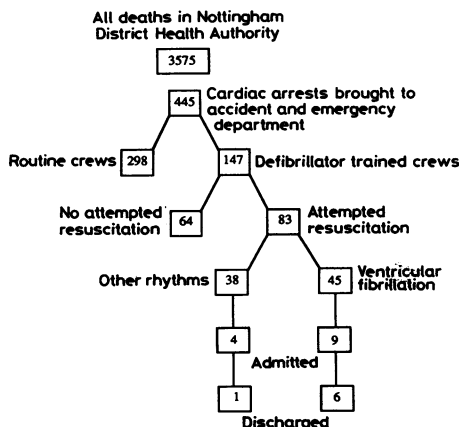 All deaths in Nottingham
District Health Authority
3575
445
Cardiac arrests brought to
accident and emergency
department
Routine crews
298
147
Defibrillator trained crews
No attempted
resuscitation
64
83
Attempted
resuscitation
Other rhythms
38
45
Ventricular
fibrillation
4
9
Admitted
1
6
Discharged